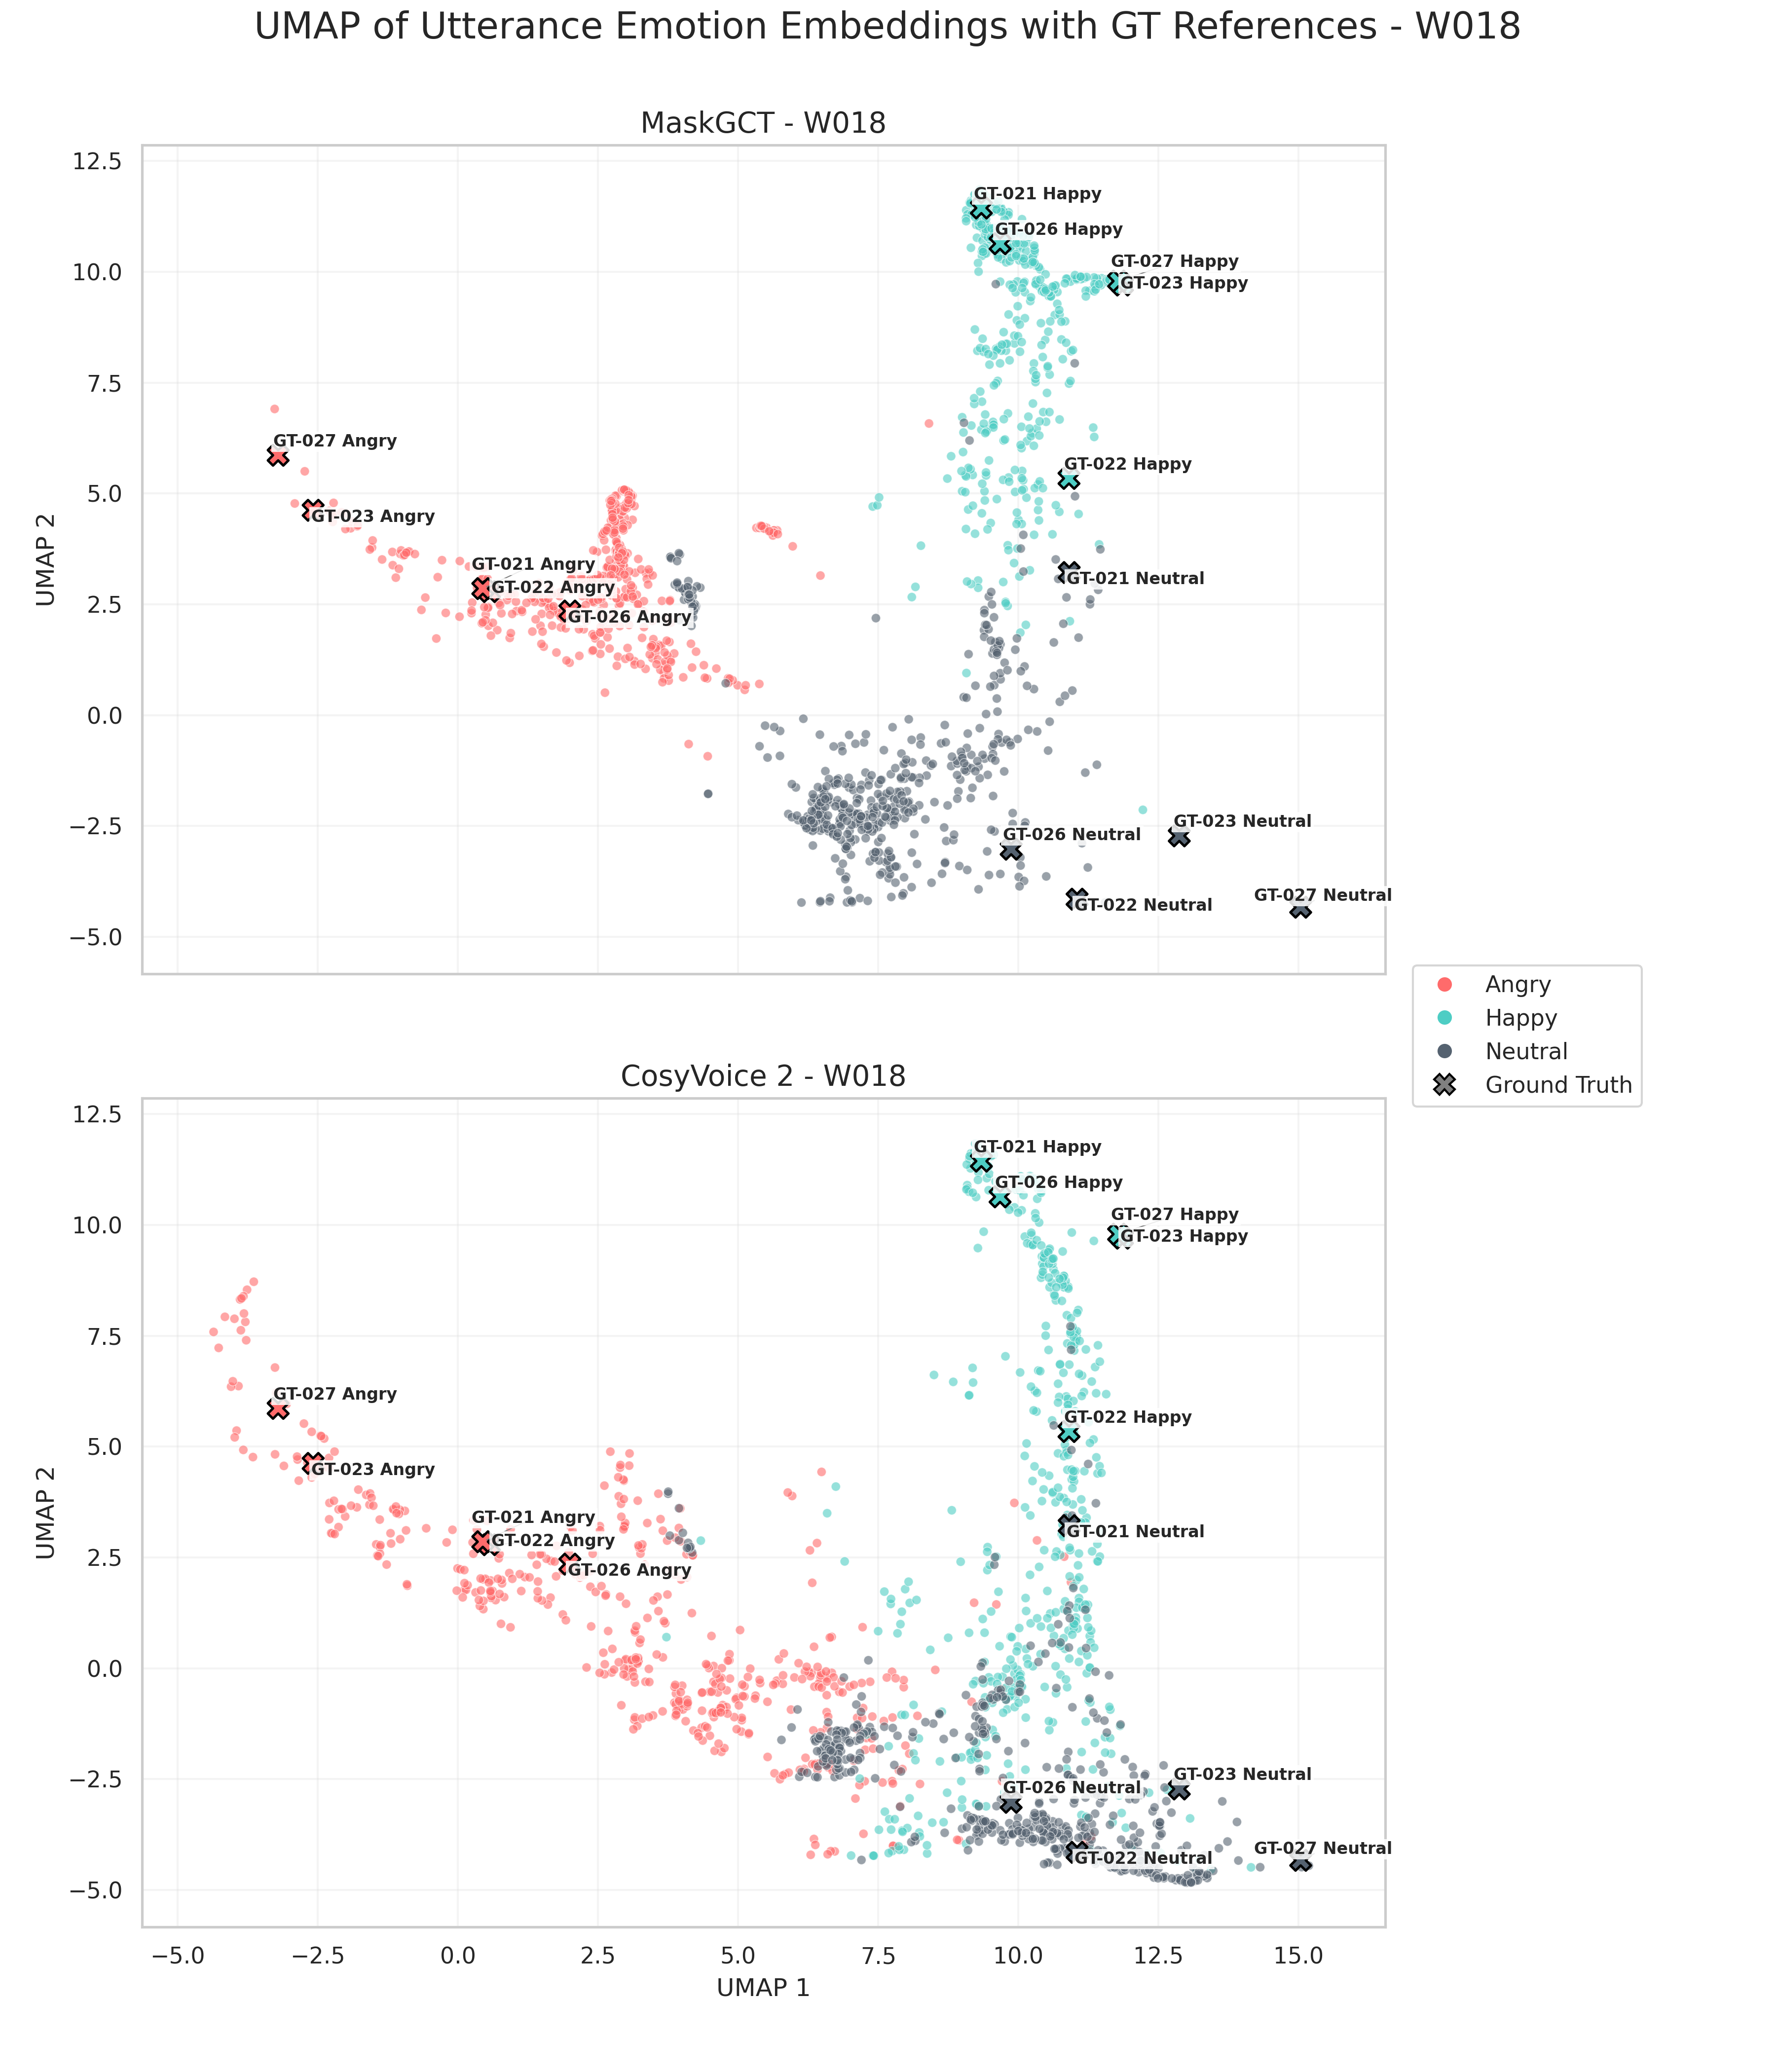 UMAP of Utterance Emotion Embeddings with GT References - W018
MaskGCT - W018
12.5
10.0
7.5
5.0
2.5
0.0
−2.5
−5.0
UMAP 2
GT-021 Happy
GT-026 Happy
GT-027 Happy
GT-023 Happy
GT-027 Angry
GT-022 Happy
GT-023 Angry
GT-021 Angry
GT-022 Angry
GT-021 Neutral
GT-026 Angry
GT-023 Neutral
GT-026 Neutral
GT-027 Neutral
GT-022 Neutral
Angry
Happy
Neutral
Ground Truth
CosyVoice 2 - W018
12.5
10.0
7.5
5.0
2.5
0.0
−2.5
−5.0
UMAP 2
GT-021 Happy
GT-026 Happy
GT-027 Happy
GT-023 Happy
GT-027 Angry
GT-022 Happy
GT-023 Angry
GT-021 Angry
GT-022 Angry
GT-021 Neutral
GT-026 Angry
GT-023 Neutral
GT-026 Neutral
GT-027 Neutral
GT-022 Neutral
−5.0 −2.5 0.0 2.5 5.0 7.5 10.0 12.5 15.0
UMAP 1